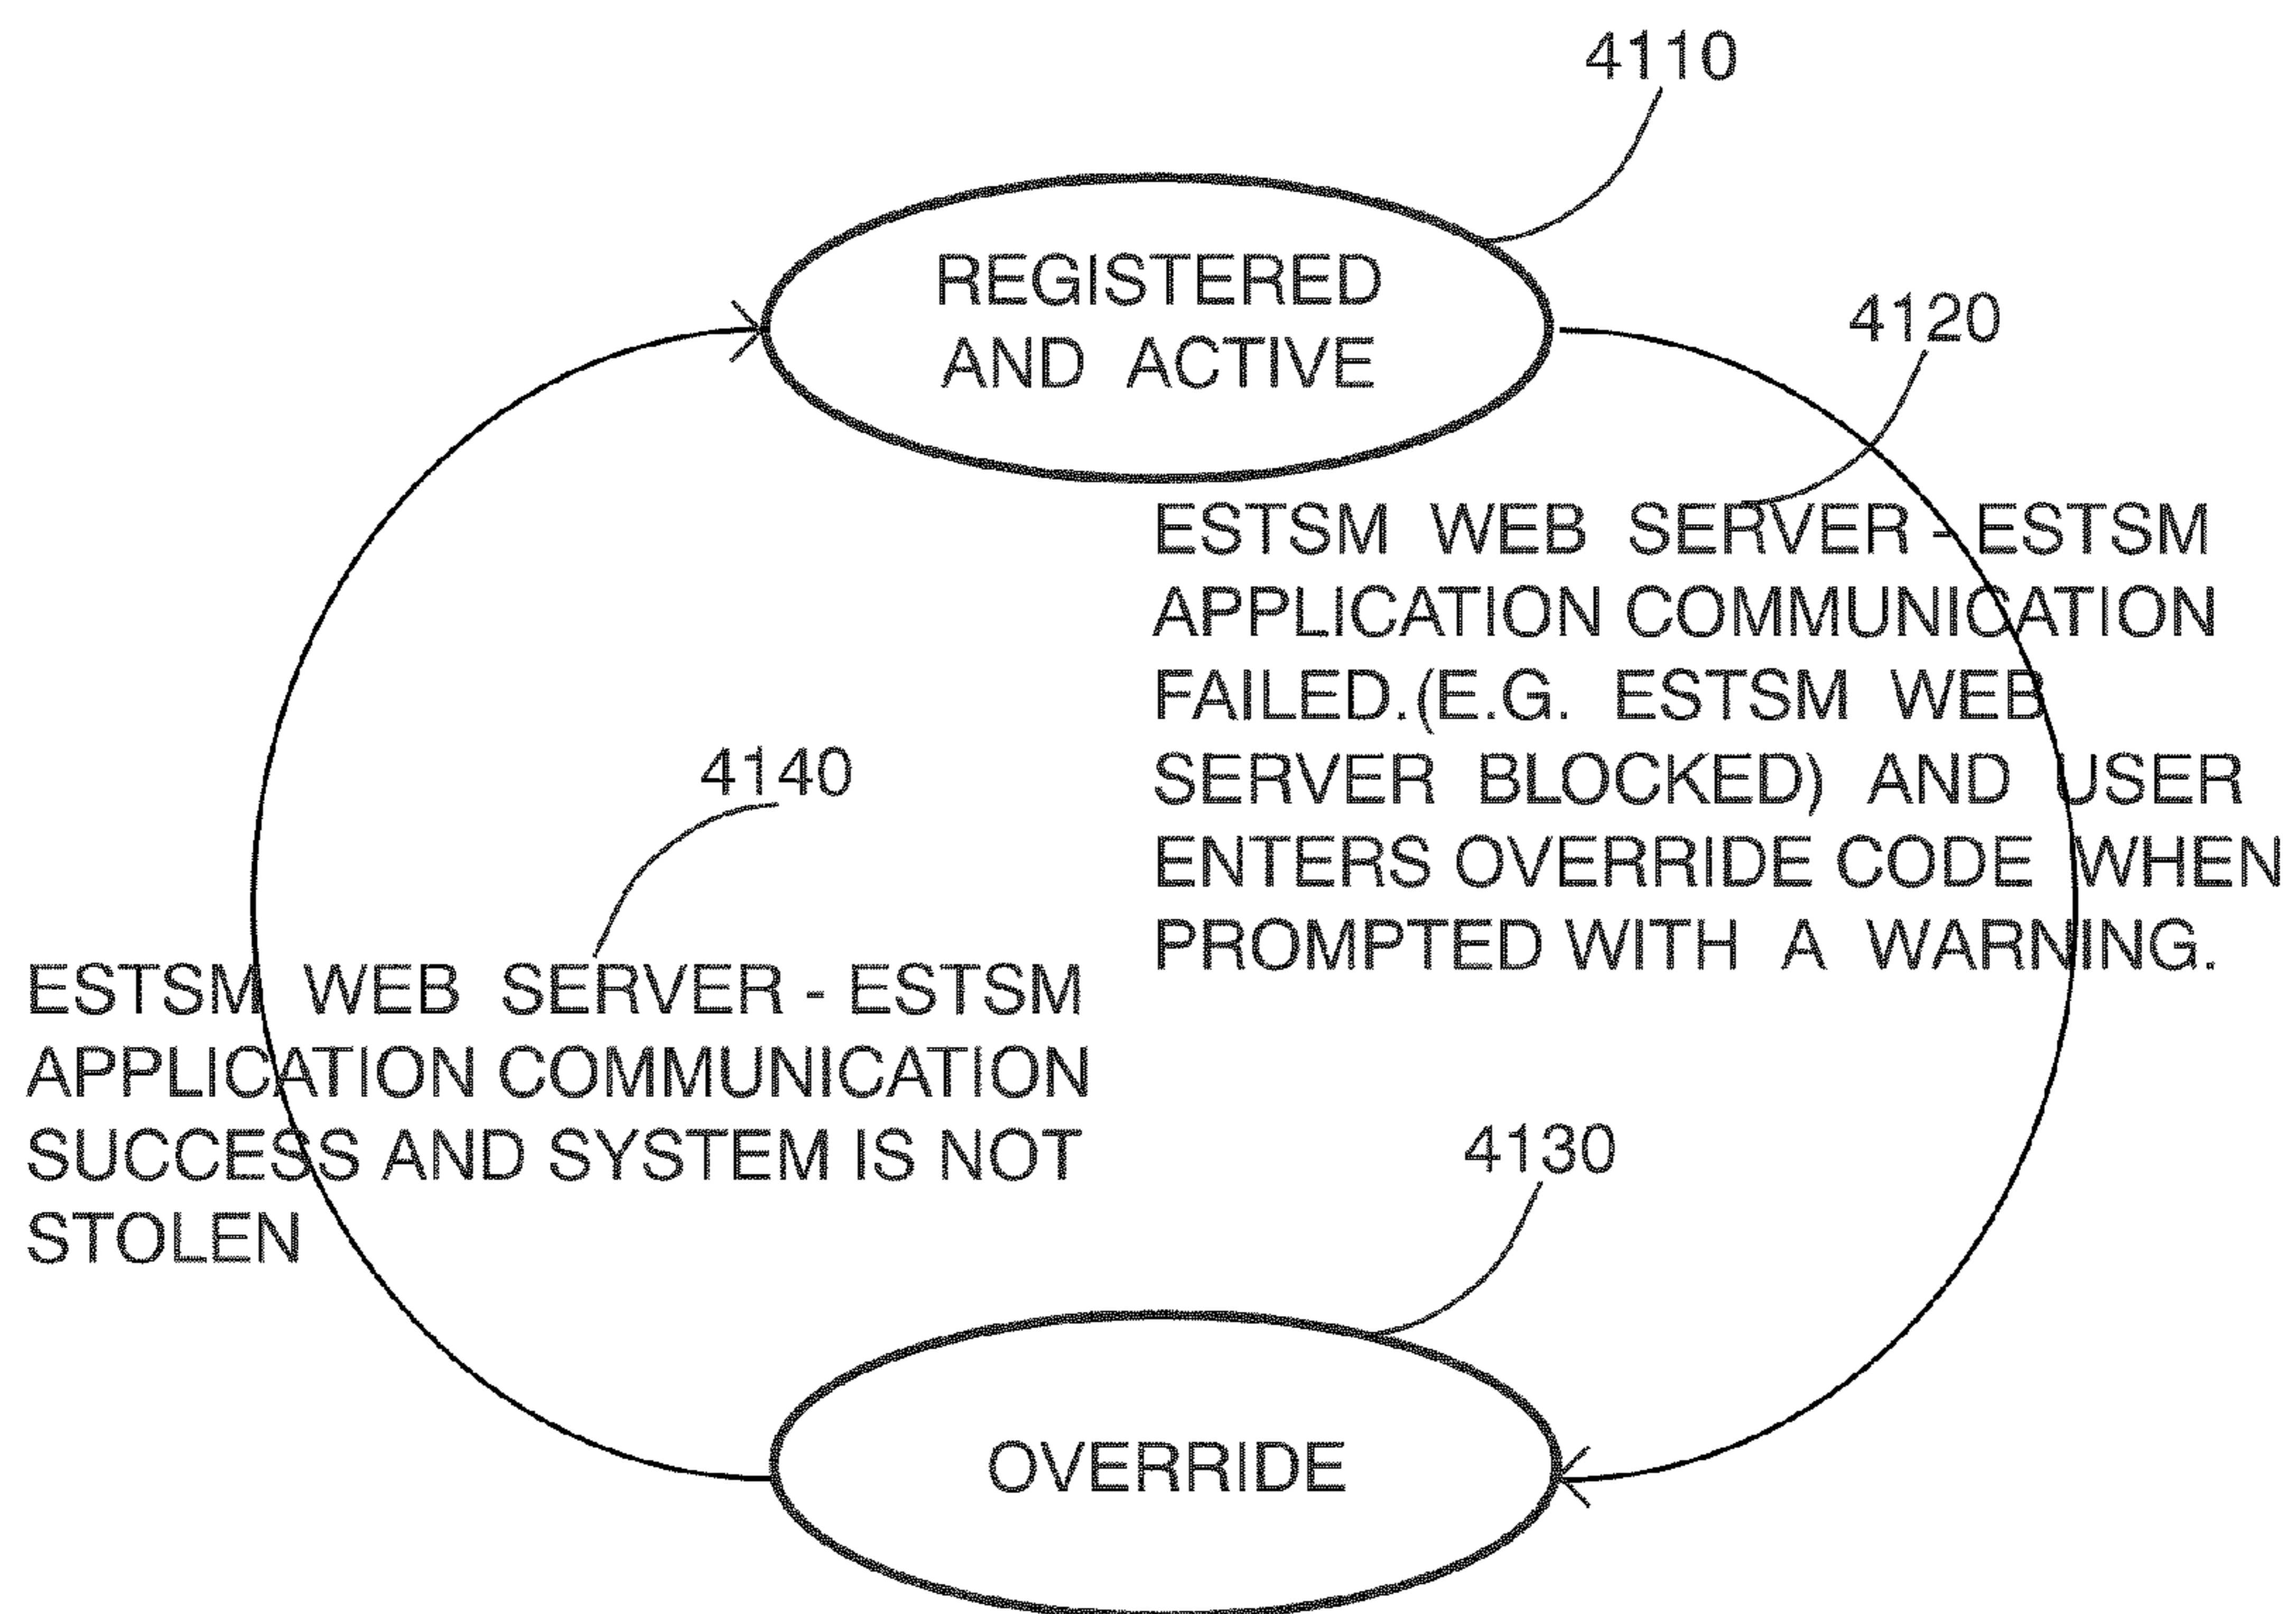 4110
REGISTERED
AND ACTIVE
4120
ESTSM WEB SERVER - ESTSM
APPLICATION COMMUNICATION
FAILED.(E.G. ESTSM WEB
SERVER BLOCKED) AND USER
ENTERS OVERRIDE CODE WHEN
PROMPTED WITH A WARNING.
4140
ESTSM WEB SERVER - ESTSM
APPLICATION COMMUNICATION
SUCCESS AND SYSTEM IS NOT
STOLEN
4130
OVERRIDE